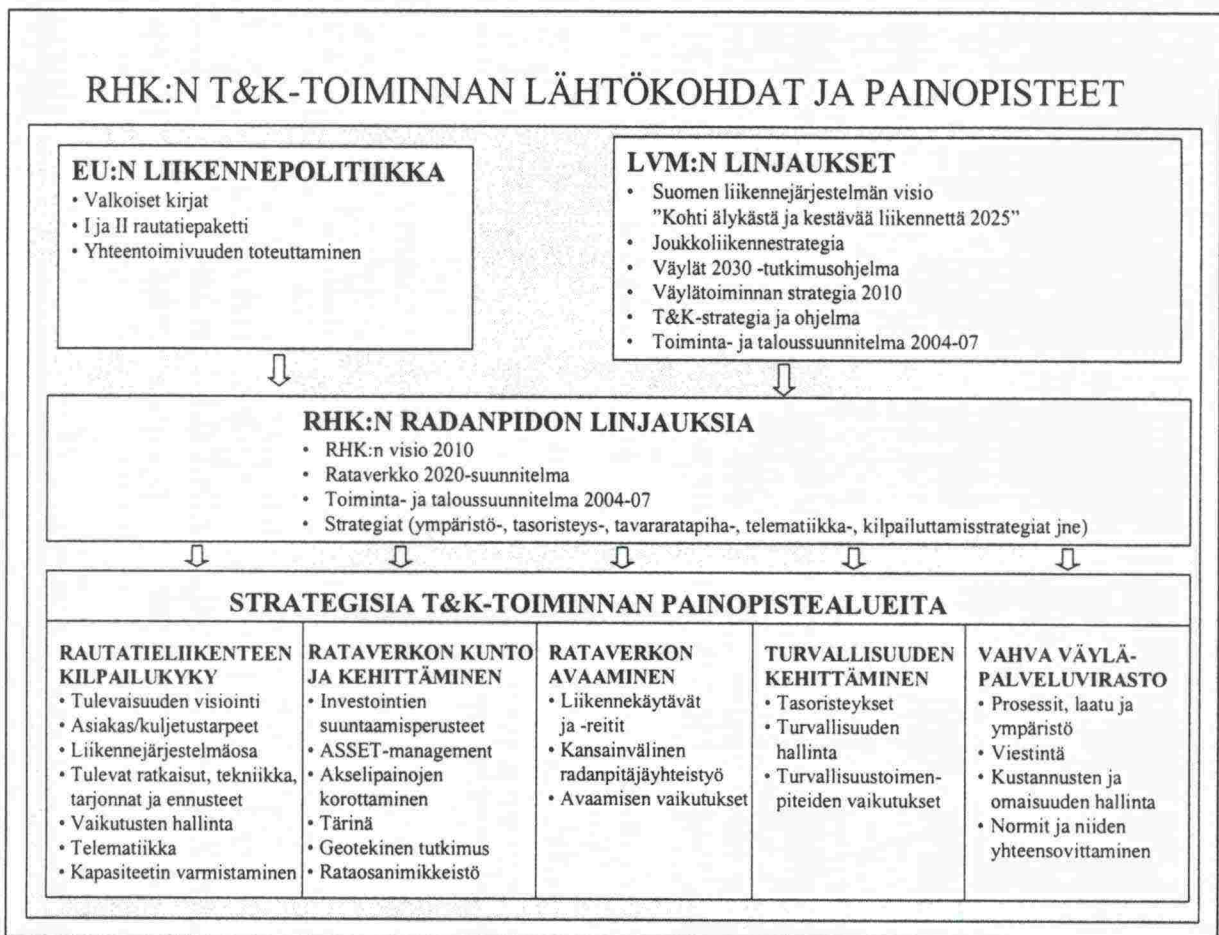 RHK:N T&K-TOIMINNAN LÄHTÖKOHDAT JA PAINOPISTEET
EU:N LIIKENNEPOLITIIKKA
• Valkoiset kirjat
• I ja II rautatiepaketti
• Yhteentoimivuuden toteuttaminen
LVM:N LINJAUKSET
• Suomen liikennejärjestelmän visio
"Kohti älykästä ja kestävää liikennettä 2025"
• Joukkoliikennestrategia
• Väylät 2030 -tutkimusohjelma
• Väylätoiminnan strategia 2010
• T&K-strategia ja ohjelma
• Toiminta- ja taloussuunnitelma 2004-07
RHK:N RADANPIDON LINJAUKSIA
• RHK:n visio 2010
• Rataverkko 2020-suunnitelma
• Toiminta- ja taloussuunnitelma 2004-07
• Strategiat (ympäristö-, tasoristeys-, tavararatapiha-, telematiikka-, kilpailuttamisstrategiat jne)
STRATEGISIA T&K-TOIMINNAN PAINOPISTEALUEITA
RAUTATIELIIKENTEEN
KILPAILUKYKY
• Tulevaisuuden visiointi
• Asiakas/kuljetustarpeet
• Liikennejärjestelmäosa
• Tulevat ratkaisut, tekniikka,
tarjonnat ja ennusteet
• Vaikutusten hallinta
• Telematiikka
• Kapasiteetin varmistaminen
RATAVERKON KUNTO
JA KEHITTÄMINEN
• Investointien
suuntaamisperusteet
• ASSET-management
• Akselipainojen
korottaminen
• Tärinä
• Geotekinen tutkimus
• Rataosanimikkeistö
RATAVERKON
AVAAMINEN
• Liikennekäytävät
ja -reitit
• Kansainvälinen
radanpitäjäyhteistyö
• Avaamisen vaikutukset
TURVALLISUUDEN
KEHITTÄMINEN
• Tasoristeykset
• Turvallisuuden
hallinta
• Turvallisuustoimen-
piteiden vaikutukset
VAHVA VÄYLÄ-
PALVELUVIRASTO
• Prosessit, laatu ja
ympäristö
• Viestintä
• Kustannusten ja
omaisuuden hallinta
• Normit ja niiden
yhteensovittaminen